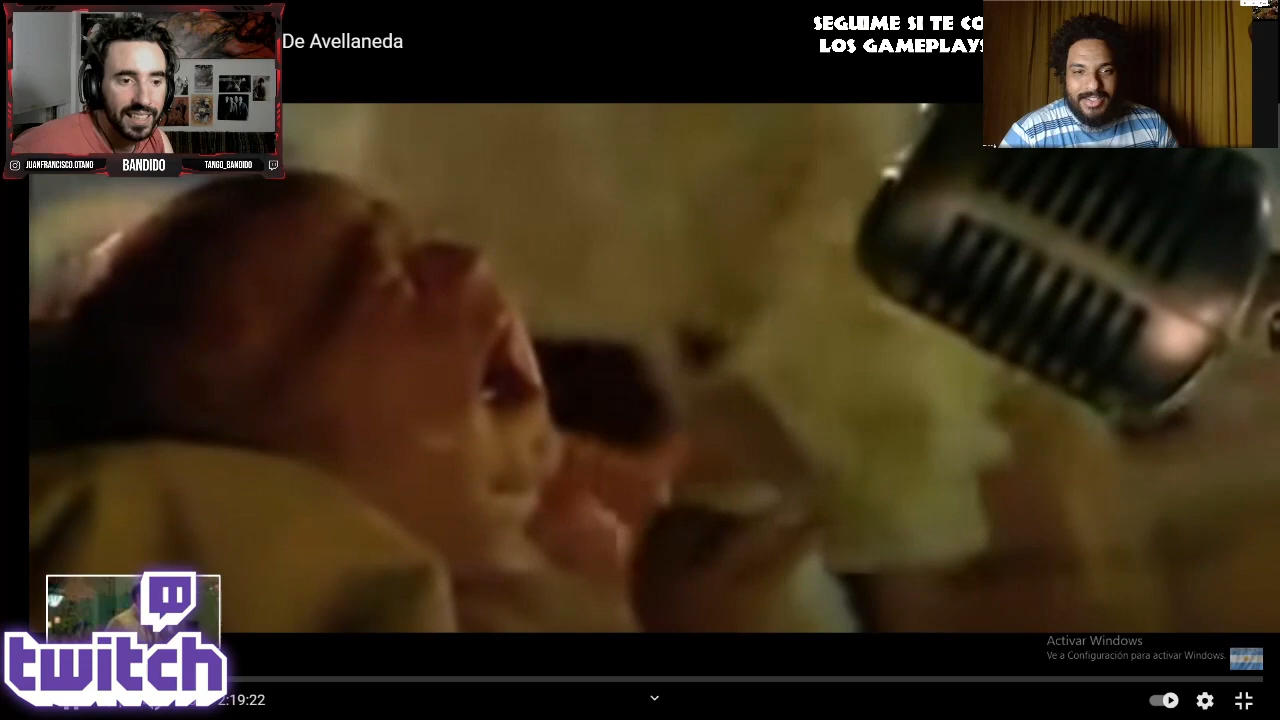 De Avellaneda
SEGUIME SI TE CO
LOS GAMEPLAYS
JUANFRANCISCO.OTANO
BANDIDO
TANGO_BANDIDO
Activar Windows
Ve a Configuración para activar Windows.
twitch
2:19:22